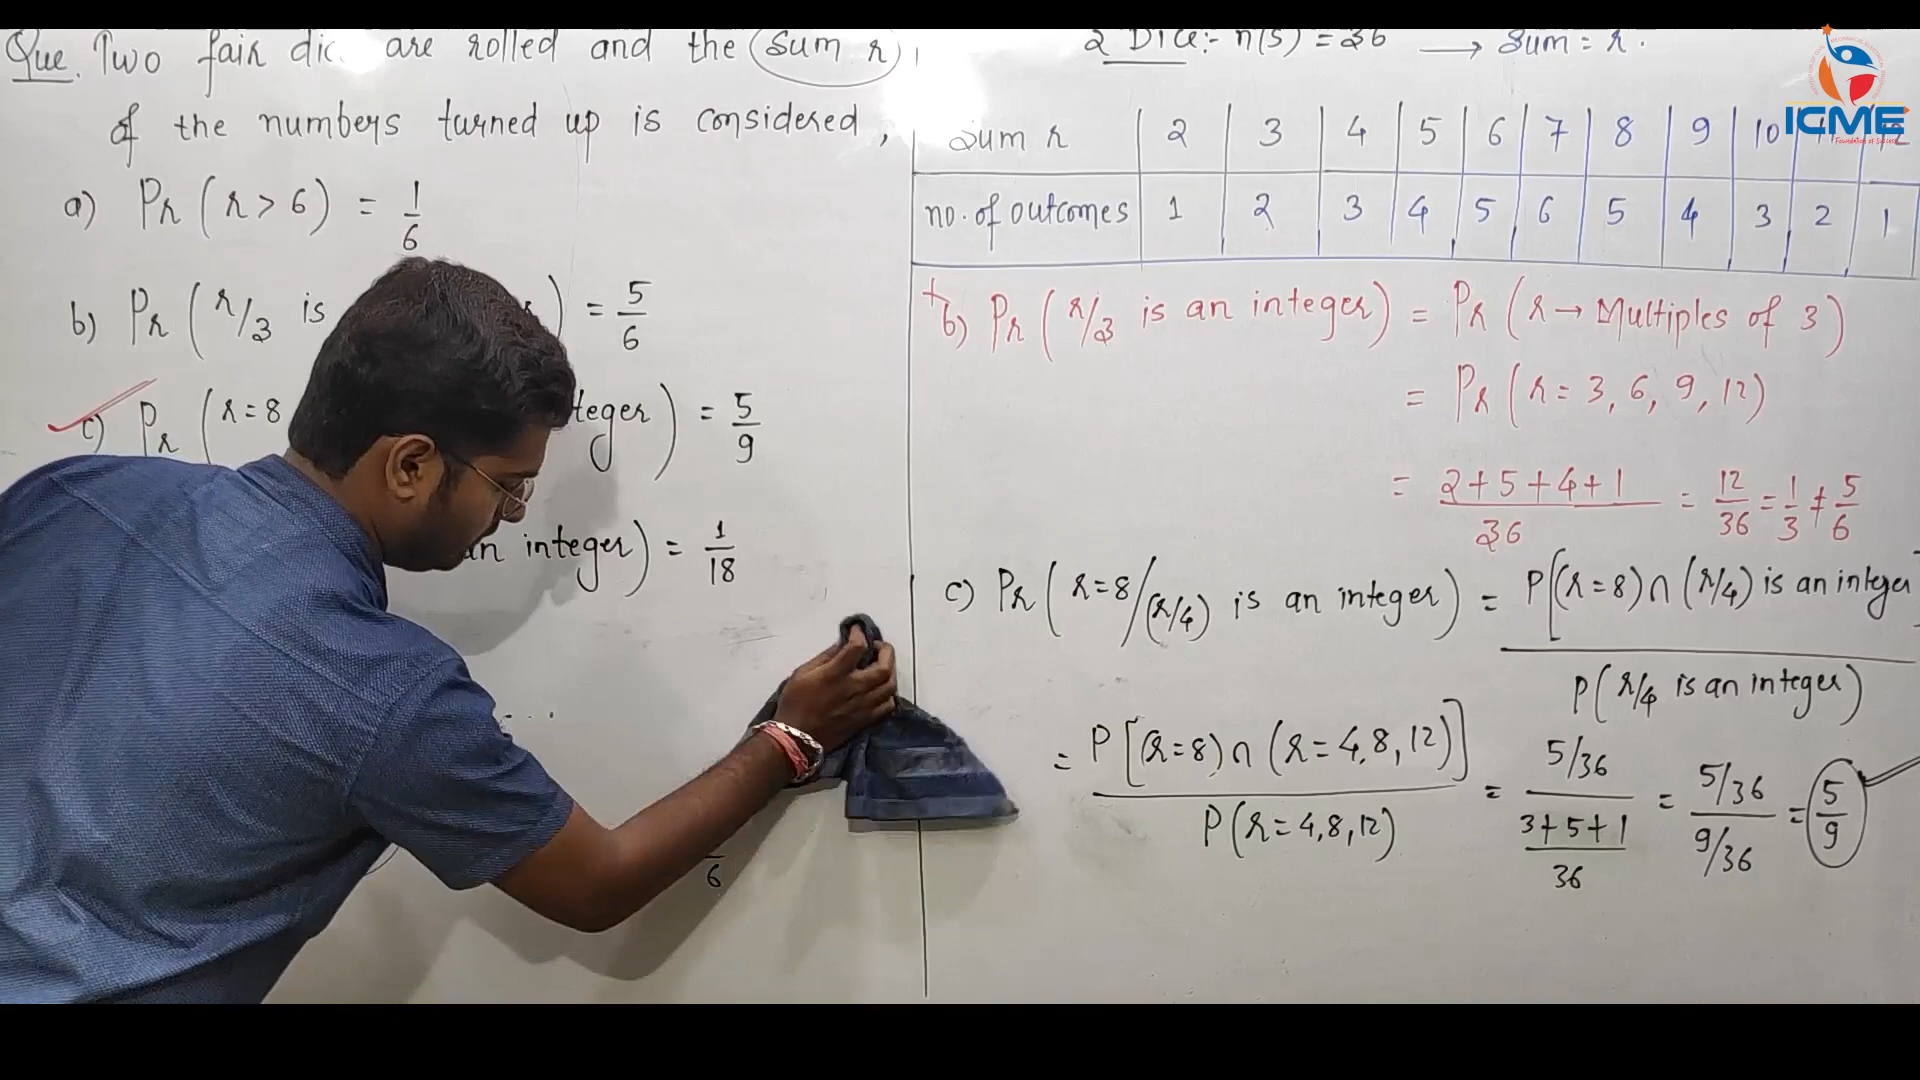 Que. Two fair dic are rolled and the (Sum r)
of the numbers turned up is considered,
a) Pr (r > 6) = 1/6
b) Pr (r/3 is ) = 5/6
c) Pr (r=8 teger) = 5/9
an integer) = 1/18
6
2 Dice:- n(S) = 36 → Sum = r.
Sum r 2 3 4 5 6 7 8 9 10
no. of outcomes 1 2 3 4 5 6 5 4 3 2 1
b) Pr (r/3 is an integer) = Pr (r → Multiples of 3)
= Pr (r = 3, 6, 9, 12)
= (2+5+4+1)/36 = 12/36 = 1/3 ≠ 5/6
c) Pr (r=8/(r/4) is an integer) = P[(r=8) ∩ (r/4) is an integer] / P(r/4 is an integer)
= P[(r=8) ∩ (r=4,8,12)] / P(r=4,8,12) = (5/36) / ((3+5+1)/36) = (5/36) / (9/36) = 5/9
ICME
Foundation of Success